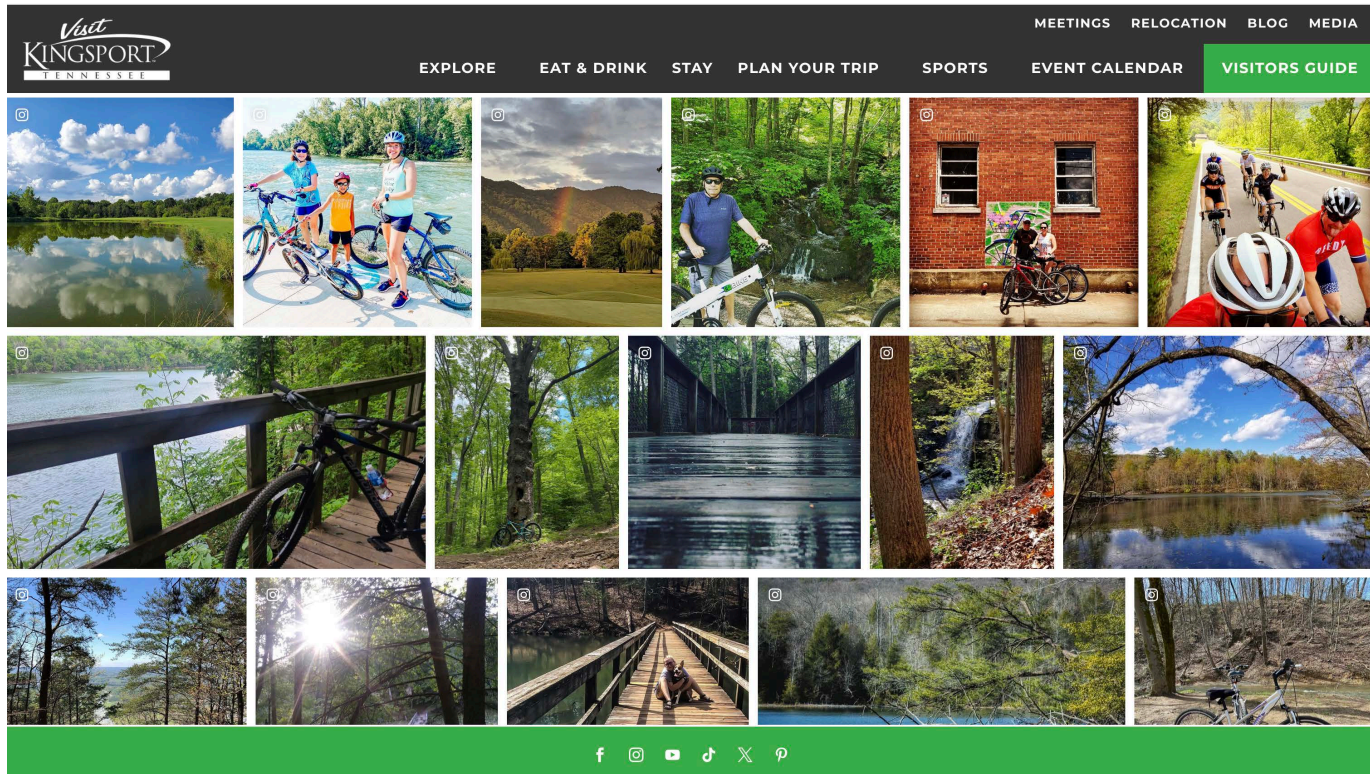 Visit
KINGSPORT
TENNESSEE
MEETINGS RELOCATION BLOG MEDIA
EXPLORE EAT & DRINK STAY PLAN YOUR TRIP SPORTS EVENT CALENDAR VISITORS GUIDE